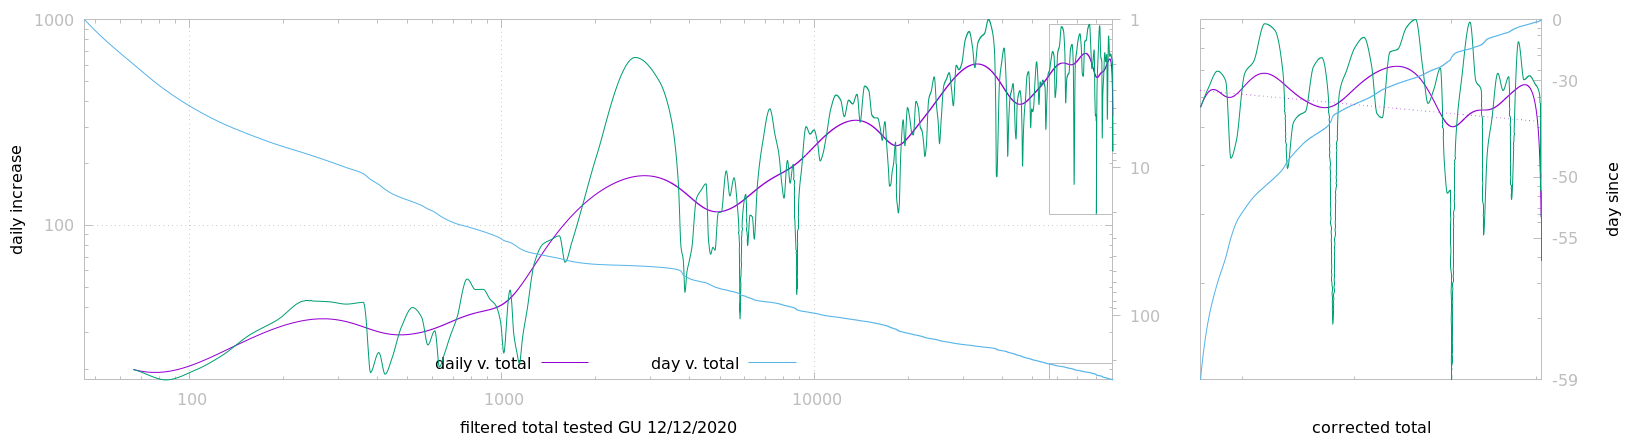 1000
100
daily increase
100
1000
10000
filtered total tested GU 12/12/2020
daily v. total
day v. total
1
10
100
0
-30
-50
-55
-59
day since
corrected total